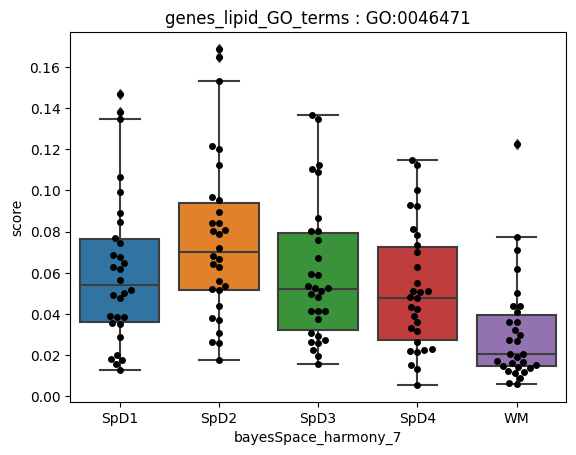 genes_lipid_GO_terms : GO:0046471
score
0.16
0.14
0.12
0.10
0.08
0.06
0.04
0.02
0.00
SpD1 SpD2 SpD3 SpD4 WM
bayesSpace_harmony_7